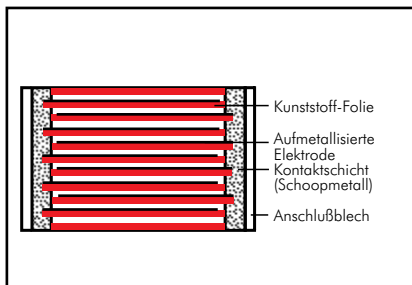 Kunststoff-Folie
Aufmetallisierte
Elektrode
Kontaktschicht
(Schoopmetall)
Anschlußblech